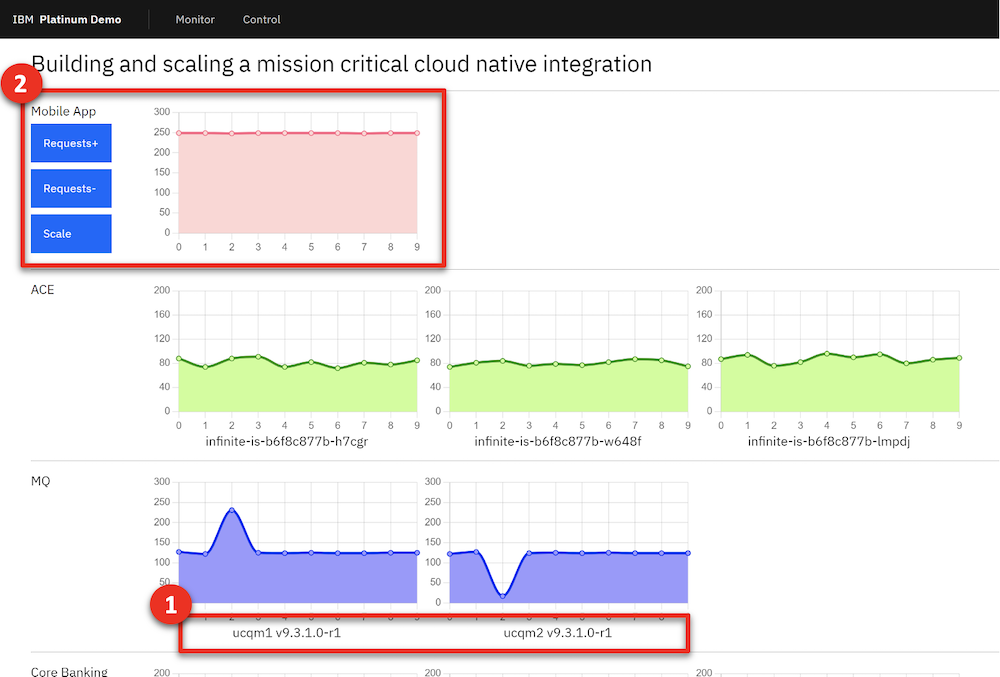 IBM Platinum Demo Monitor Control
Building and scaling a mission critical cloud native integration
2
Mobile App
Requests+
Requests-
Scale
300
250
200
150
100
50
0
0 1 2 3 4 5 6 7 8 9
ACE
200 200 200
160 160 160
120 120 120
80 80 80
40 40 40
0 0 0
0 1 2 3 4 5 6 7 8 9 0 1 2 3 4 5 6 7 8 9 0 1 2 3 4 5 6 7 8 9
infinite-is-b6f8c877b-h7cgr infinite-is-b6f8c877b-w648f infinite-is-b6f8c877b-lmpdj
MQ
300 300
250 250
200 200
150 150
100 100
50 50
0
1
ucqm1 v9.3.1.0-r1 ucqm2 v9.3.1.0-r1
Core Banking 200 200 200